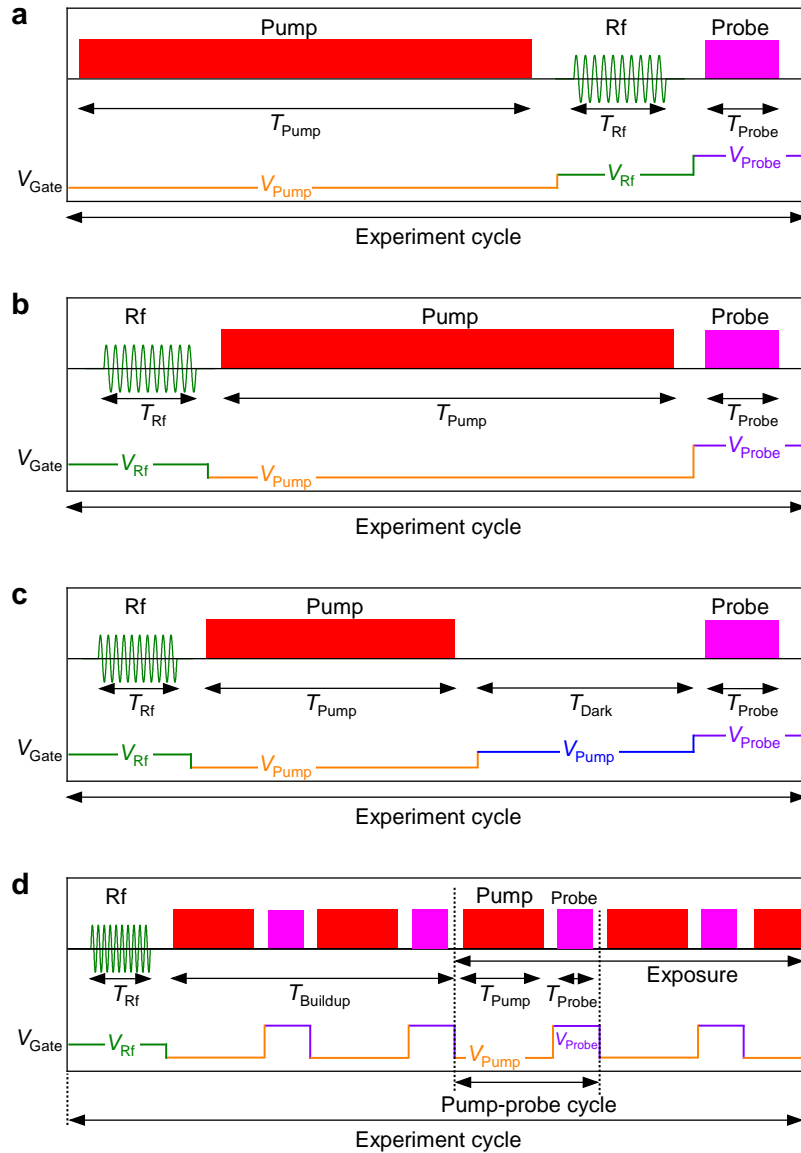 a
Pump Rf Probe
T_Pump T_Rf T_Probe
V_Gate V_Pump V_Rf V_Probe
Experiment cycle
b
Rf Pump Probe
T_Rf T_Pump T_Probe
V_Gate V_Rf V_Pump V_Probe
Experiment cycle
c
Rf Pump Probe
T_Rf T_Pump T_Dark T_Probe
V_Gate V_Rf V_Pump V_Pump V_Probe
Experiment cycle
d
Rf Pump Probe
Exposure
T_Rf T_Buildup T_Pump T_Probe
V_Gate V_Rf V_Pump V_Probe
Pump-probe cycle
Experiment cycle